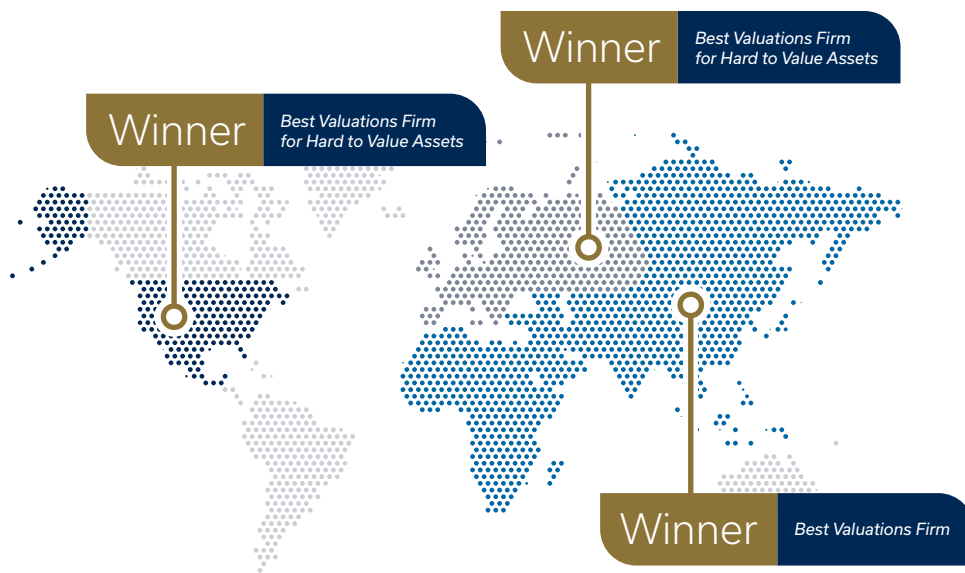 Winner
Best Valuations Firm
for Hard to Value Assets
Winner
Best Valuations Firm
for Hard to Value Assets
Winner
Best Valuations Firm